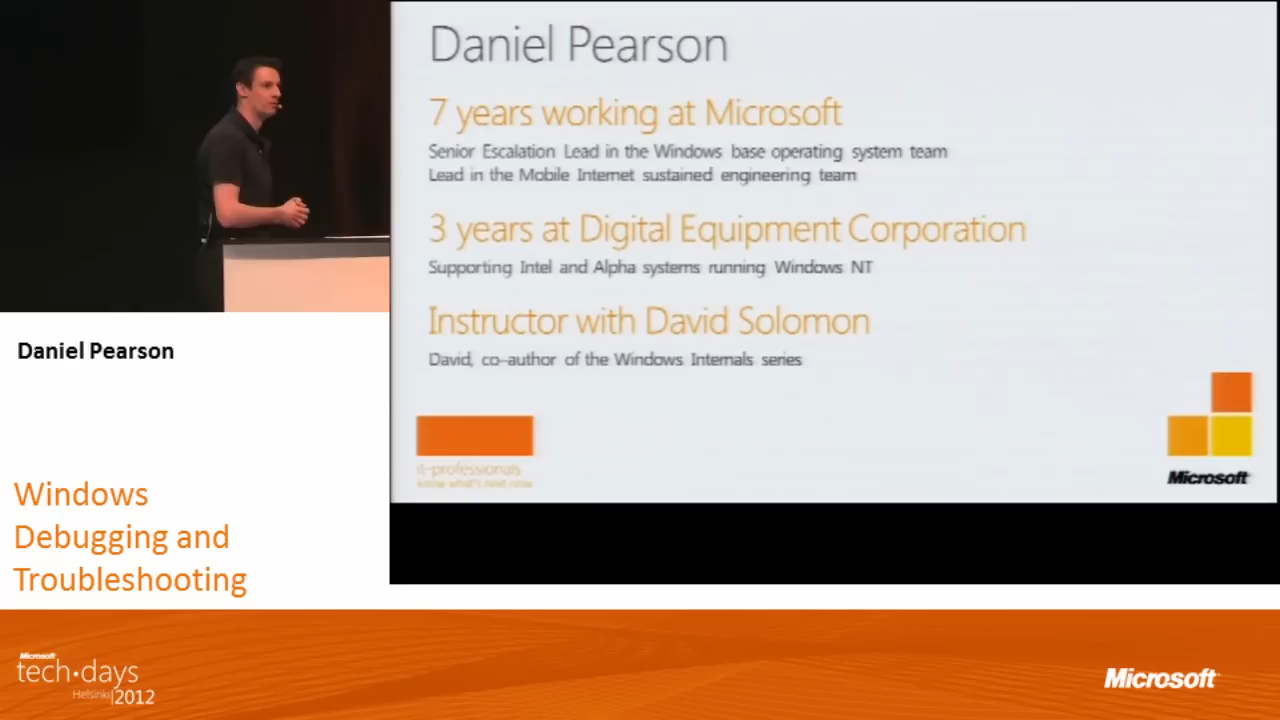 Daniel Pearson
7 years working at Microsoft
Senior Escalation Lead in the Windows base operating system team
Lead in the Mobile Internet sustained engineering team
3 years at Digital Equipment Corporation
Supporting Intel and Alpha systems running Windows NT
Instructor with David Solomon
David, co-author of the Windows Internals series
it-professionals
know what's next now
Microsoft
Daniel Pearson
Windows
Debugging and
Troubleshooting
Microsoft
tech·days
Helsinki|2012
Microsoft